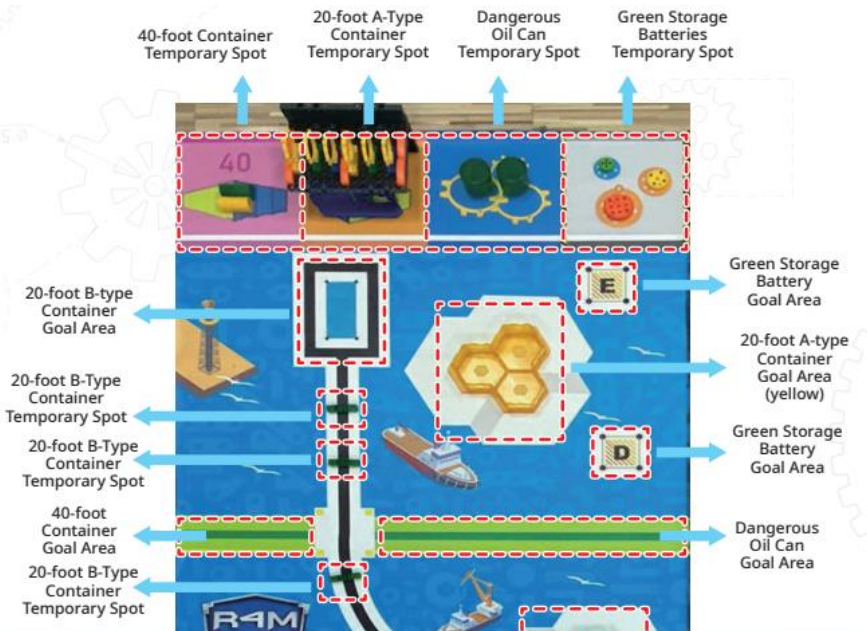 40-foot Container
Temporary Spot
20-foot A-Type
Container
Temporary Spot
Dangerous
Oil Can
Temporary Spot
Green Storage
Batteries
Temporary Spot
40
20-foot B-type
Container
Goal Area
E
Green Storage
Battery
Goal Area
20-foot A-type
Container
Goal Area
(yellow)
20-foot B-Type
Container
Temporary Spot
20-foot B-Type
Container
Temporary Spot
D
Green Storage
Battery
Goal Area
40-foot
Container
Goal Area
Dangerous
Oil Can
Goal Area
20-foot B-Type
Container
Temporary Spot
R4M